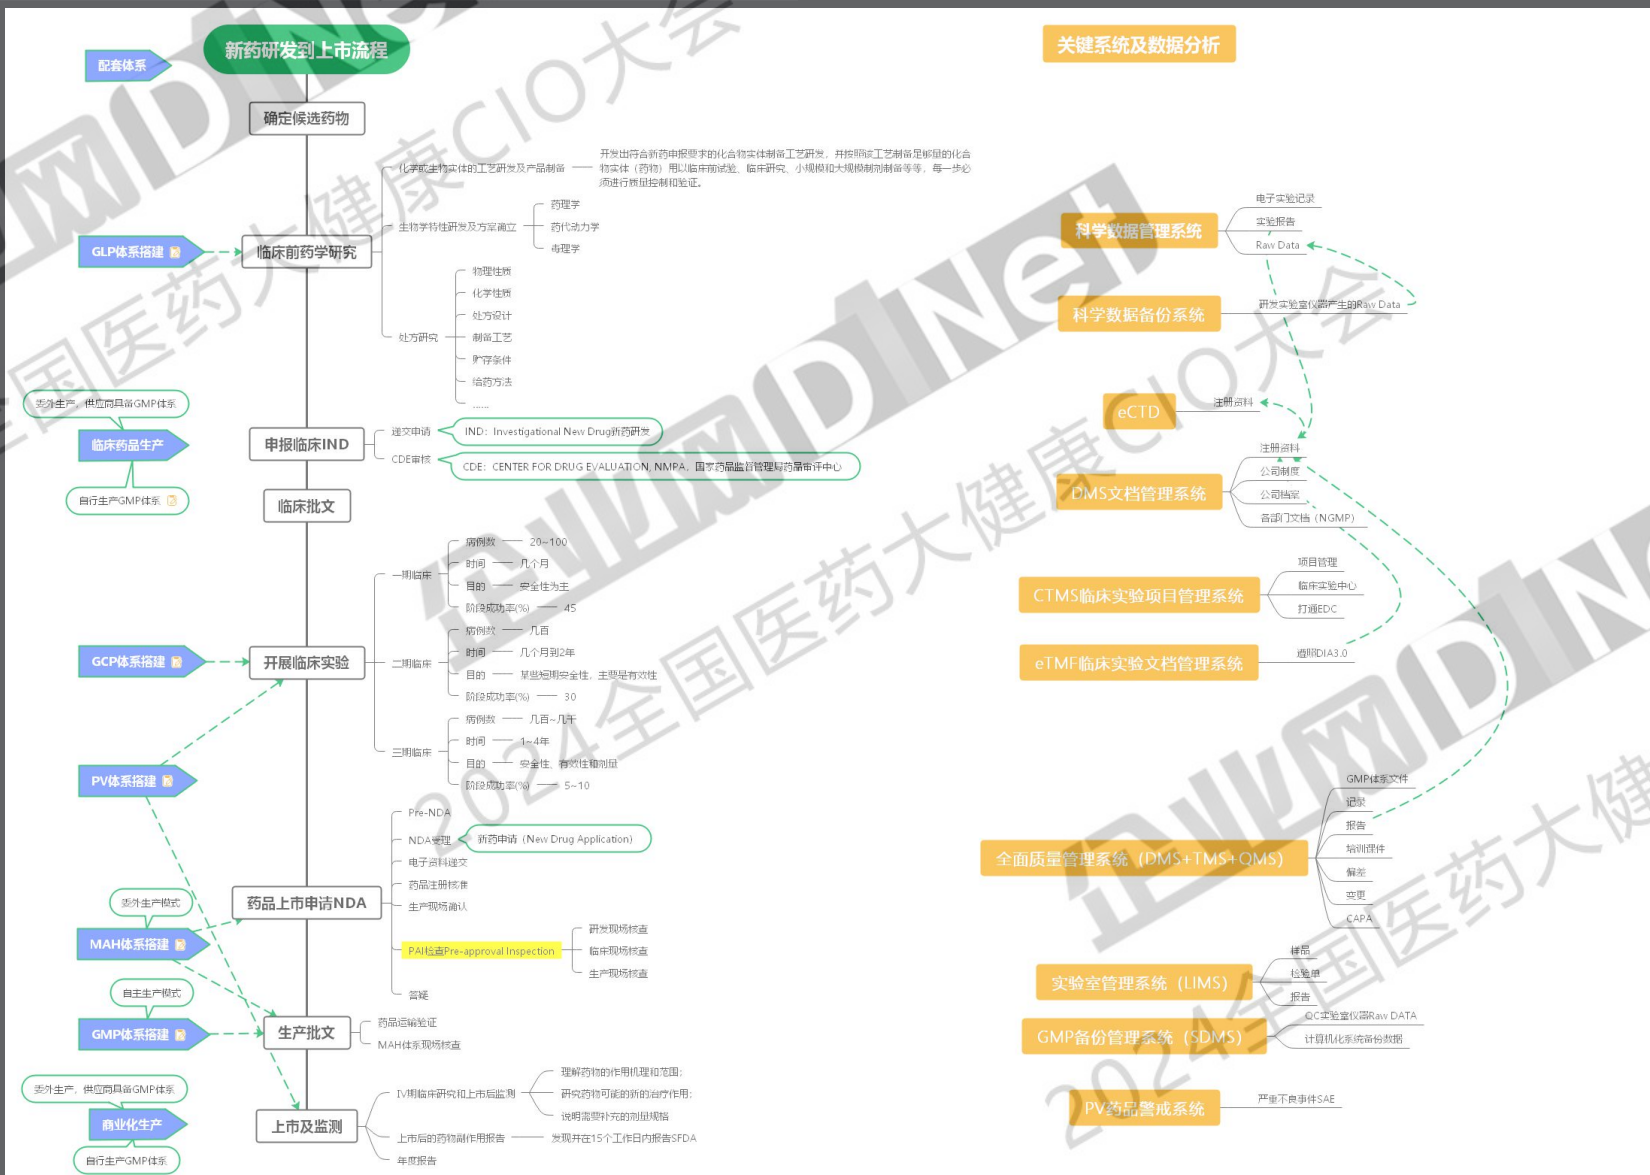 新药研发到上市流程
关键系统及数据分析
配套体系
确定候选药物
化学或生物实体的工艺研发及产品制备
开发出符合新药申报要求的化合物实体制备工艺研发，并按照该工艺制备足够量的化合
物实体（药物）用以临床前试验、临床研究、小规模和大规模制剂制备等等，每一步必
须进行质量控制和验证。
生物学特性研发及方案确立
药理学
药代动力学
毒理学
GLP体系搭建
临床前药学研究
处方研究
物理性质
化学性质
处方设计
制备工艺
贮存条件
给药方法
......
委外生产，供应商具备GMP体系
临床药品生产
自行生产GMP体系
申报临床IND
递交申请
IND：Investigational New Drug新药研发
CDE审核
CDE：CENTER FOR DRUG EVALUATION, NMPA，国家药品监督管理局药品审评中心
临床批文
GCP体系搭建
开展临床实验
一期临床
病例数
20~100
时间
几个月
目的
安全性为主
阶段成功率(%)
45
二期临床
病例数
几百
时间
几个月到2年
目的
某些短期安全性，主要是有效性
阶段成功率(%)
30
三期临床
病例数
几百~几千
时间
1~4年
目的
安全性、有效性和剂量
阶段成功率(%)
5~10
PV体系搭建
药品上市申请NDA
Pre-NDA
NDA受理
新药申请（New Drug Application）
电子资料递交
药品注册核准
生产现场确认
PAI检查Pre-approval Inspection
研发现场核查
临床现场核查
生产现场核查
答疑
委外生产模式
MAH体系搭建
自主生产模式
GMP体系搭建
生产批文
药品运输验证
MAH体系现场核查
委外生产，供应商具备GMP体系
商业化生产
自行生产GMP体系
上市及监测
IV期临床研究和上市后监测
理解药物的作用机理和范围；
研究药物可能的新的治疗作用；
说明需要补充的剂量规格
上市后的药物副作用报告
发现并在15个工作日内报告SFDA
年度报告
科学数据管理系统
电子实验记录
实验报告
Raw Data
科学数据备份系统
研发实验室仪器产生的Raw Data
eCTD
注册资料
DMS文档管理系统
注册资料
公司制度
公司档案
各部门文档（NGMP）
CTMS临床实验项目管理系统
项目管理
临床实验中心
打通EDC
eTMF临床实验文档管理系统
遵照DIA3.0
全面质量管理系统（DMS+TMS+QMS）
GMP体系文件
记录
报告
培训课件
偏差
变更
CAPA
实验室管理系统（LIMS）
样品
检验单
报告
GMP备份管理系统（SDMS）
QC实验室仪器Raw DATA
计算机化系统备份数据
PV药品警戒系统
严重不良事件SAE
企业网D1Net
2024全国医药大健康CIO大会